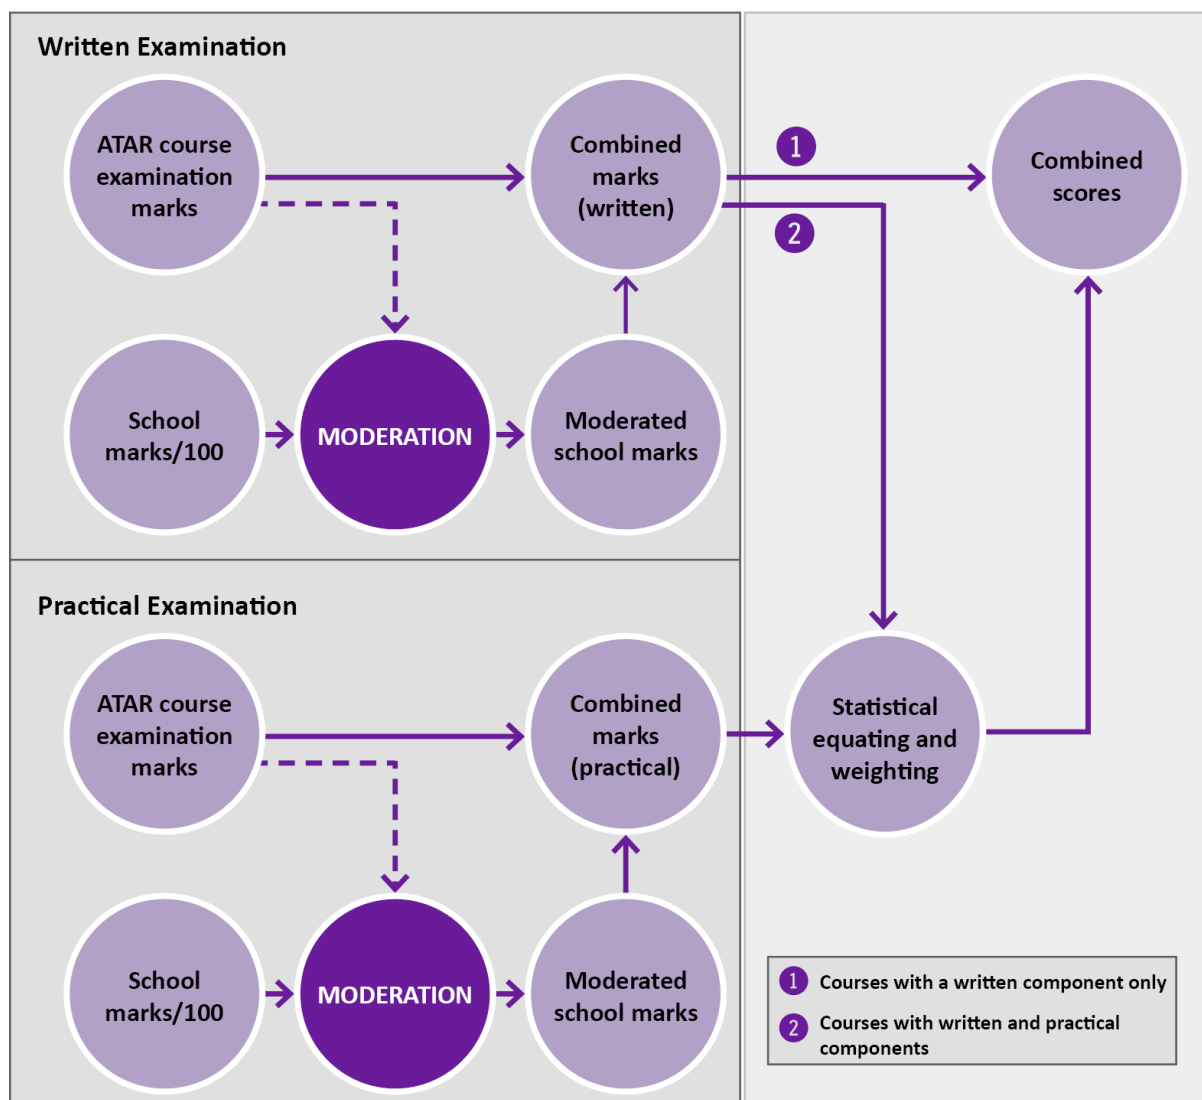 Written Examination
ATAR course
examination
marks
Combined
marks
(written)
1
2
Combined
scores
School
marks/100
MODERATION
Moderated
school marks
Practical Examination
ATAR course
examination
marks
Combined
marks
(practical)
Statistical
equating and
weighting
School
marks/100
MODERATION
Moderated
school marks
1 Courses with a written component only
2 Courses with written and practical
components